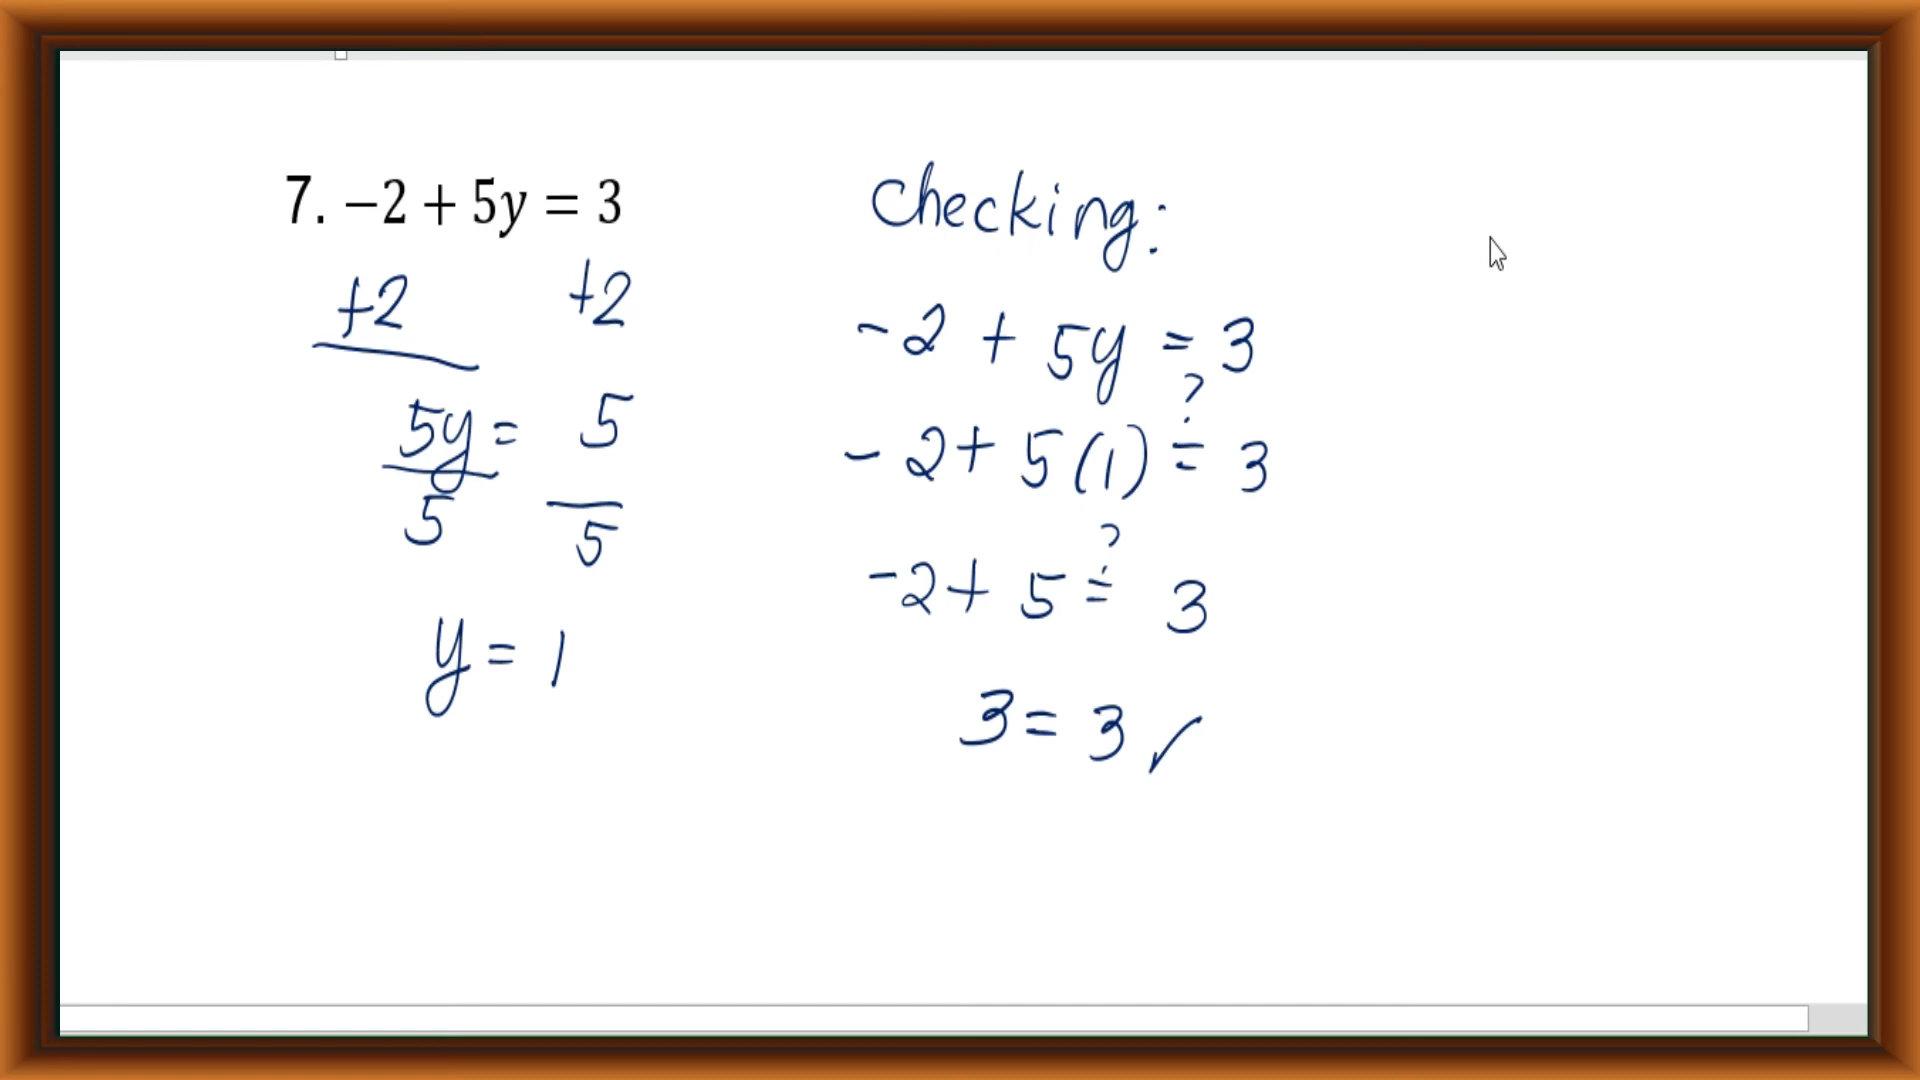 7. −2 + 5y = 3
+2 +2
5y = 5
5 5
y = 1
Checking:
-2 + 5y = 3
?
-2 + 5(1) = 3
?
-2 + 5 = 3
3 = 3 ✓